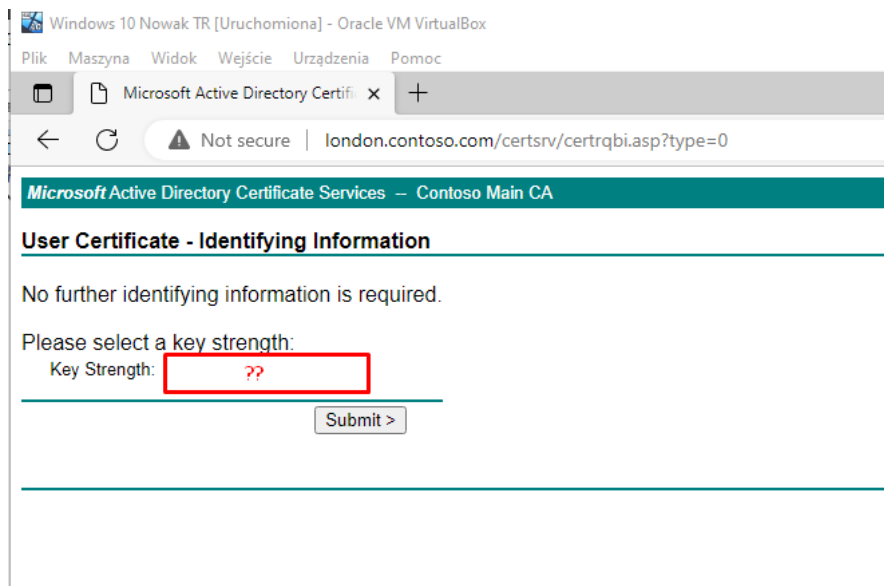 Windows 10 Nowak TR [Uruchomiona] - Oracle VM VirtualBox
Plik Maszyna Widok Wejście Urządzenia Pomoc
Microsoft Active Directory Certifi
Not secure | london.contoso.com/certsrv/certrqbi.asp?type=0
Microsoft Active Directory Certificate Services -- Contoso Main CA
User Certificate - Identifying Information
No further identifying information is required.
Please select a key strength:
Key Strength: ??
Submit >